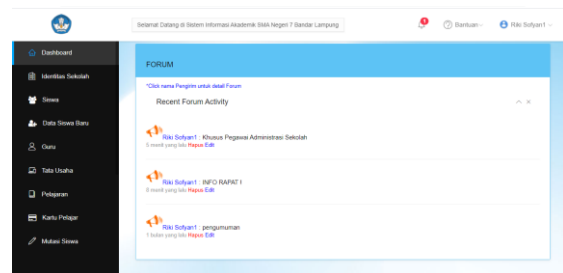 Selamat Datang di Sistem Informasi Akademik SMA Negeri 7 Bandar Lampung
Bantuan
Riki Sofyan1
Dashboard
Identitas Sekolah
Siswa
Data Siswa Baru
Guru
Tata Usaha
Pelajaran
Kartu Pelajar
Mutasi Siswa
FORUM
*Click nama Pengirim untuk detail Forum
Recent Forum Activity
Riki Sofyan1 : Khusus Pegawai Administrasi Sekolah
5 menit yang lalu Hapus Edit
Riki Sofyan1 : INFO RAPAT I
8 menit yang lalu Hapus Edit
Riki Sofyan1 : pengumuman
1 bulan yang lalu Hapus Edit